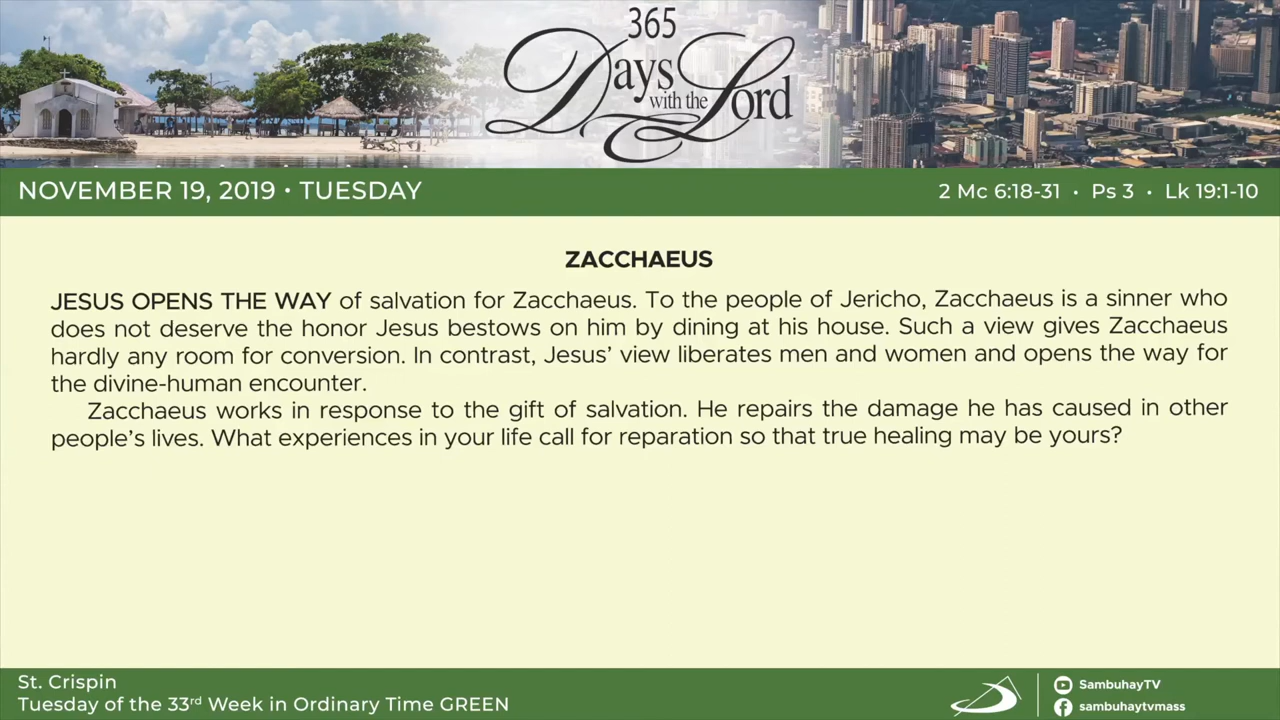 365
Days
with the
Lord
NOVEMBER 19, 2019 • TUESDAY
2 Mc 6:18-31 • Ps 3 • Lk 19:1-10
ZACCHAEUS
JESUS OPENS THE WAY of salvation for Zacchaeus. To the people of Jericho, Zacchaeus is a sinner who
does not deserve the honor Jesus bestows on him by dining at his house. Such a view gives Zacchaeus
hardly any room for conversion. In contrast, Jesus’ view liberates men and women and opens the way for
the divine-human encounter.
Zacchaeus works in response to the gift of salvation. He repairs the damage he has caused in other
people’s lives. What experiences in your life call for reparation so that true healing may be yours?
St. Crispin
Tuesday of the 33rd Week in Ordinary Time GREEN
SambuhayTV
sambuhaytvmass